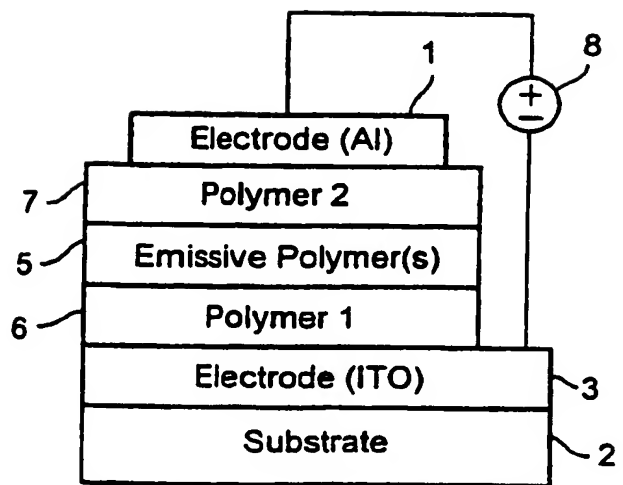 1
8
+
−
Electrode (Al)
7
Polymer 2
5
Emissive Polymer(s)
6
Polymer 1
Electrode (ITO)
3
Substrate
2